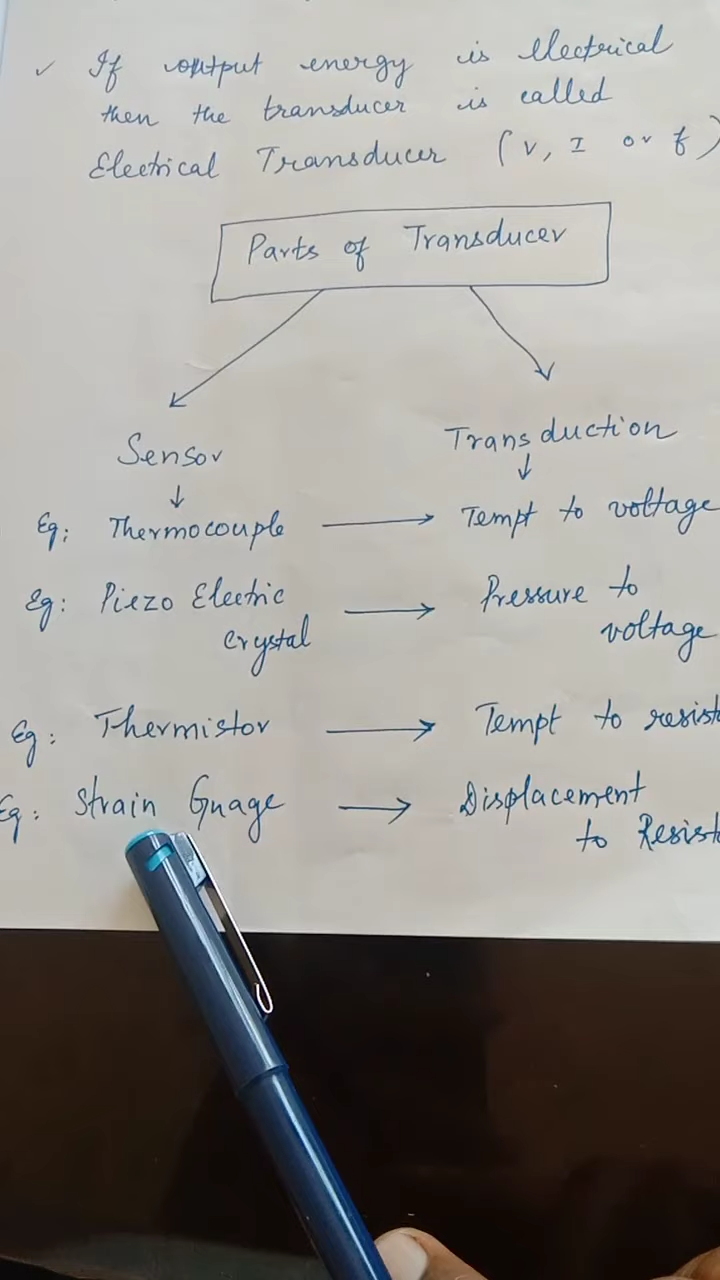 ✓ If output energy is electrical
then the transducer is called
Electrical Transducer (V, I or f)
Parts of Transducer
Sensor
Transduction
Eg: Thermocouple → Tempt to voltage
Eg: Piezo Electric → Pressure to
crystal voltage
Eg: Thermistor → Tempt to resist
Eg: Strain Guage → Displacement
to Resist